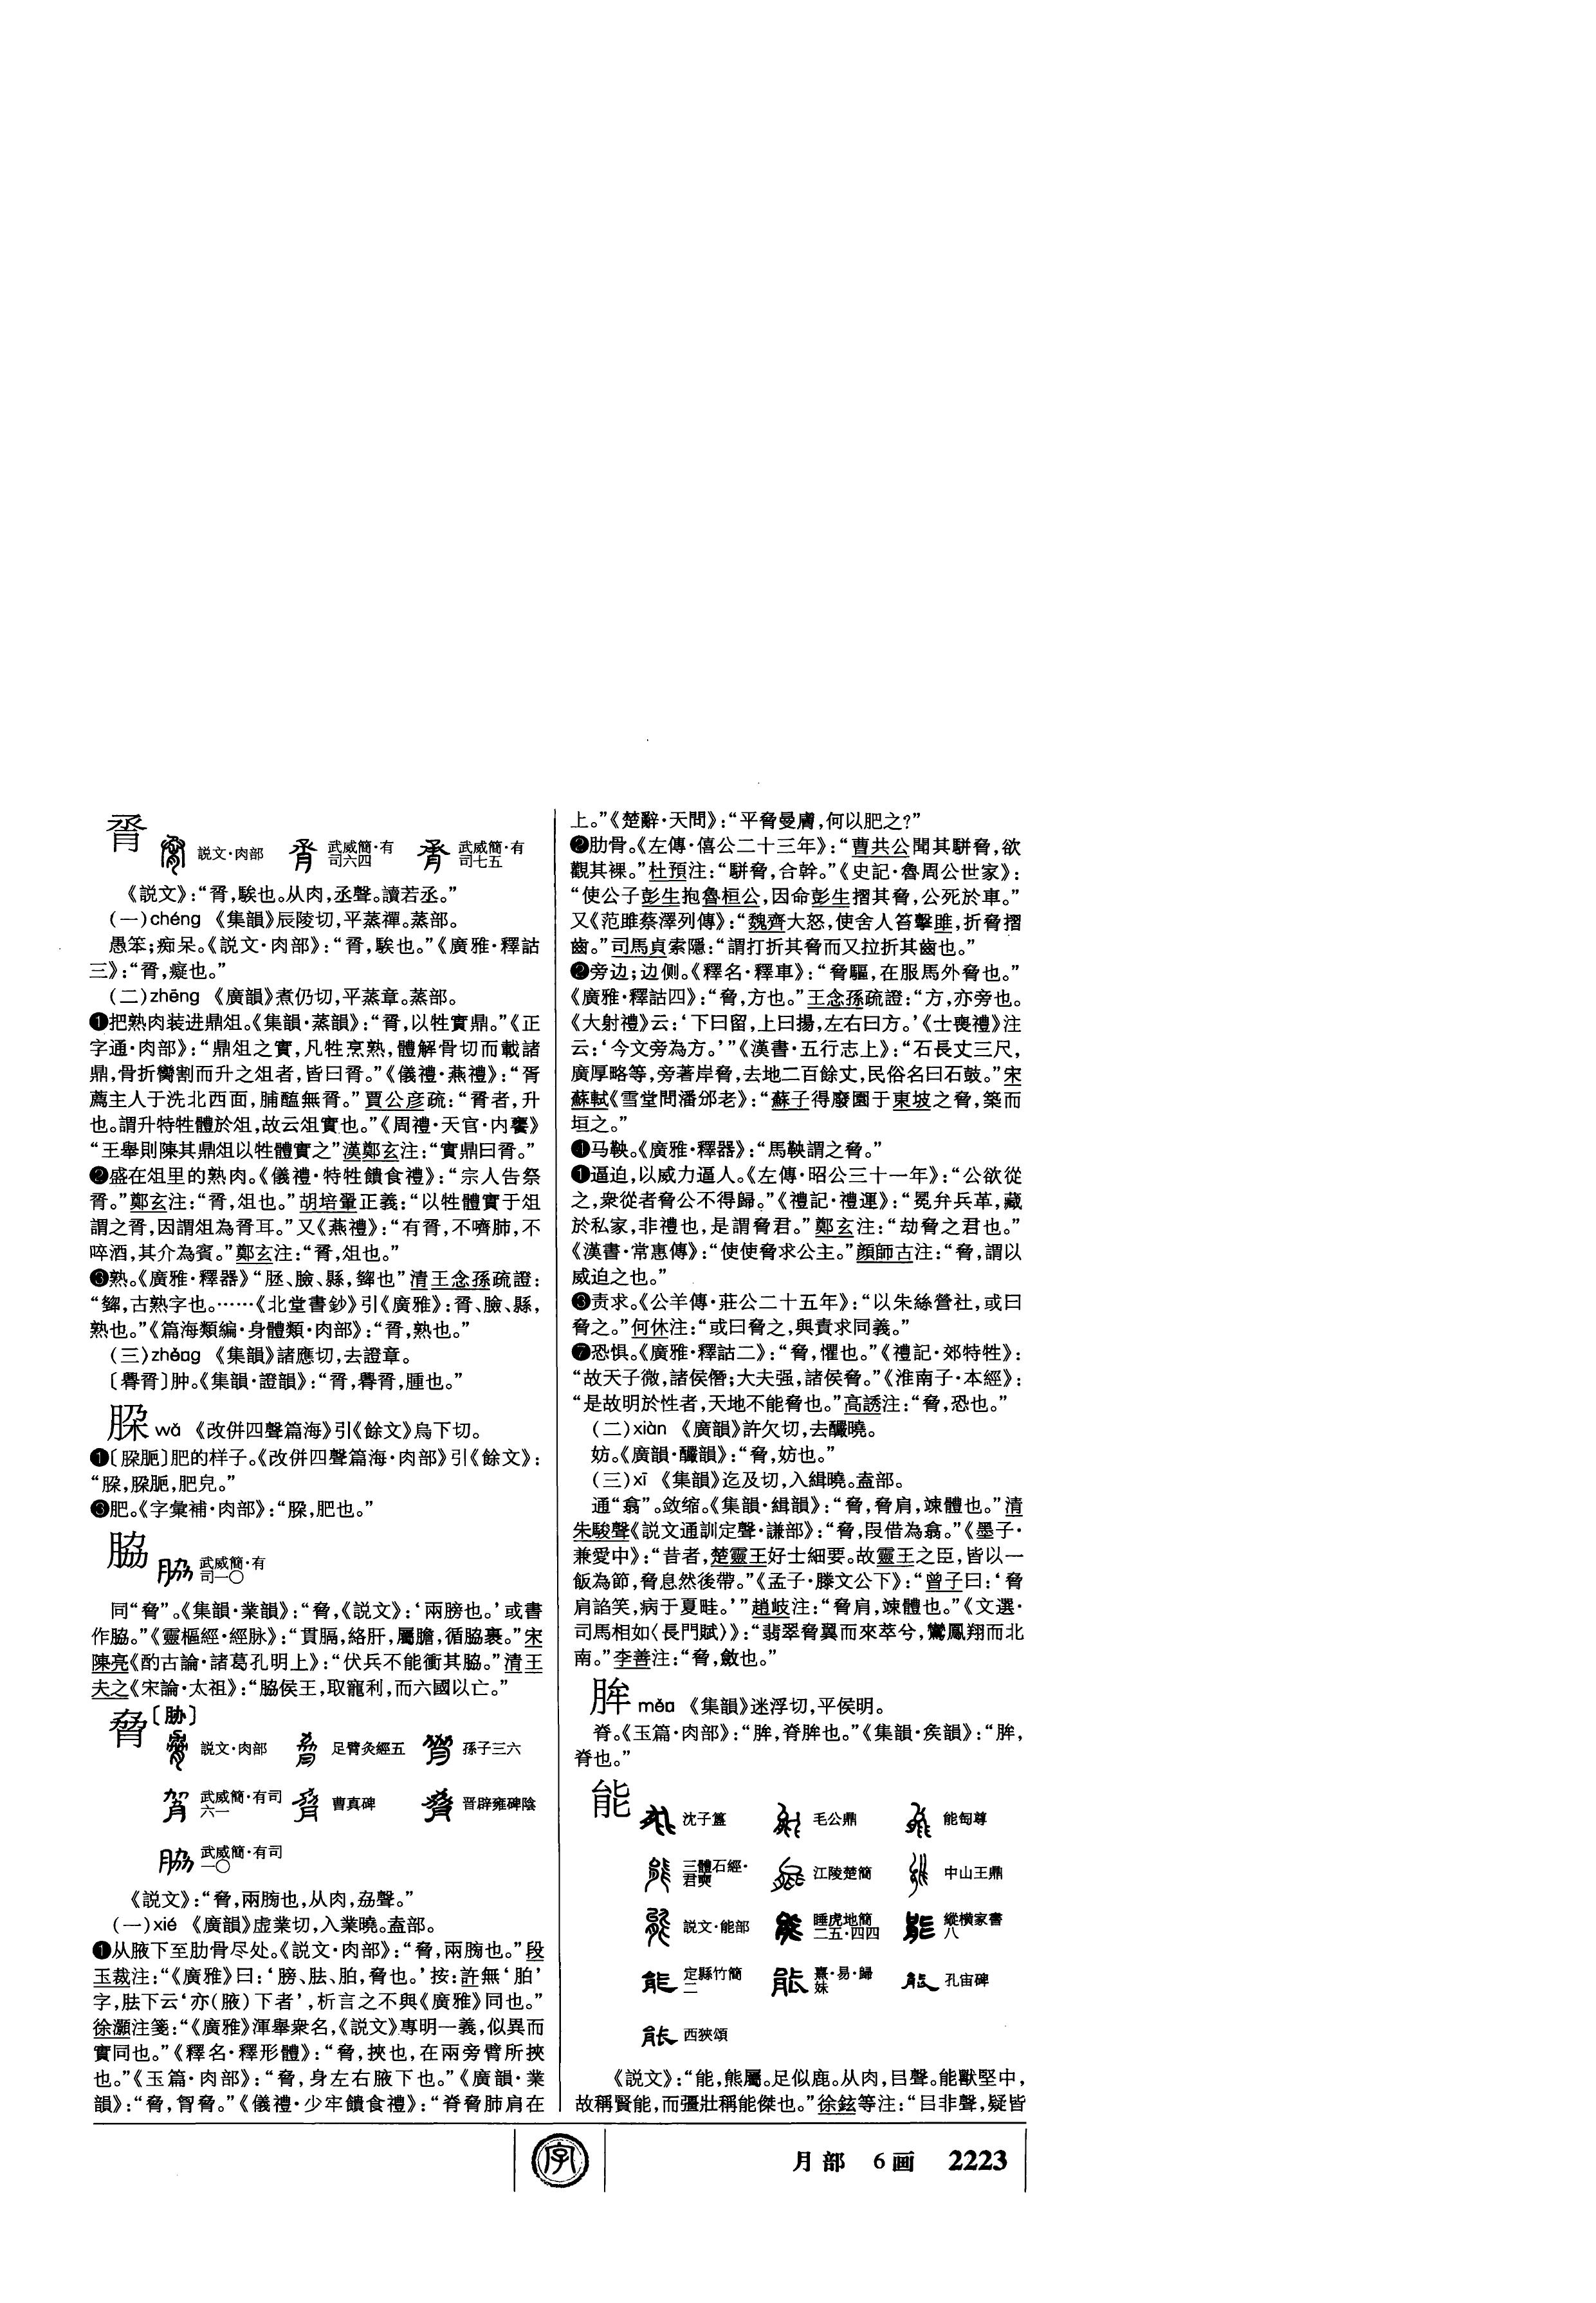 脀
説文·肉部　武威簡·有司六四　武威簡·有司七五
《説文》：“脀，騃也。从肉，丞聲。讀若丞。”
（一）chéng 《集韻》辰陵切，平蒸禪。蒸部。
愚笨；痴呆。《説文·肉部》：“脀，騃也。”《廣雅·釋詁
三》：“脀，癡也。”
（二）zhēng 《廣韻》煮仍切，平蒸章。蒸部。
❶把熟肉装进鼎俎。《集韻·蒸韻》：“脀，以牲實鼎。”《正
字通·肉部》：“鼎俎之實，凡牲烹熟，體解骨切而載諸
鼎，骨折臠割而升之俎者，皆曰脀。”《儀禮·燕禮》：“脀
薦主人于洗北西面，脯醢無脀。”賈公彦疏：“脀者，升
也。謂升特牲體於俎，故云俎實也。”《周禮·天官·内饔》
“王舉則陳其鼎俎以牲體實之”漢鄭玄注：“實鼎曰脀。”
❷盛在俎里的熟肉。《儀禮·特牲饋食禮》：“宗人告祭
脀。”鄭玄注：“脀，俎也。”胡培翬正義：“以牲體實于俎
謂之脀，因謂俎為脀耳。”又《燕禮》：“有脀，不嚌肺，不
啐酒，其介為賓。”鄭玄注：“脀，俎也。”
❸熟。《廣雅·釋器》“脀、臉、縣，也”清王念孫疏證：
“，古熟字也。……《北堂書鈔》引《廣雅》：脀、臉、縣，
熟也。”《篇海類編·身體類·肉部》：“脀，熟也。”
（三）zhěng 《集韻》諸應切，去證章。
〔脀〕肿。《集韻·證韻》：“脀，脀，腫也。”
wǎ 《改併四聲篇海》引《餘文》烏下切。
❶〔〕肥的样子。《改併四聲篇海·肉部》引《餘文》：
“，肥皃。”
❸肥。《字彙補·肉部》：“，肥也。”
脇
武威簡·有司一〇
同“脅”。《集韻·業韻》：“脅，《説文》：‘兩膀也。’或書
作脇。”《靈樞經·經脉》：“貫膈，絡肝，屬膽，循脇裹。”宋
陳亮《酌古論·諸葛孔明上》：“伏兵不能衝其脇。”清王
夫之《宋論·太祖》：“脇侯王，取寵利，而六國以亡。”
脅〔胁〕
説文·肉部　足臂灸經五　孫子三六
武威簡·有司六一　曹真碑　晋辟雍碑陰
武威簡·有司一〇
《説文》：“脅，兩胉也，从肉，劦聲。”
（一）xié 《廣韻》虚業切，入業曉。盍部。
❶从腋下至肋骨尽处。《説文·肉部》：“脅，兩胉也。”段
玉裁注：“《廣雅》曰：‘膀、胠、胉，脅也。’按：許無‘胉’
字，胠下云‘亦（腋）下者’，析言之不與《廣雅》同也。”
徐灝注箋：“《廣雅》渾舉衆名，《説文》專明一義，似異而
實同也。”《釋名·釋形體》：“脅，挾也，在兩旁臂所挾
也。”《玉篇·肉部》：“脅，身左右腋下也。”《廣韻·業
韻》：“脅，胷脅。”《儀禮·少牢饋食禮》：“脊脅肺肩在
上。”《楚辭·天問》：“平脅曼膚，何以肥之？”
❷肋骨。《左傳·僖公二十三年》：“曹共公聞其駢脅，欲
觀其裸。”杜預注：“駢脅，合幹。”《史記·魯周公世家》：
“使公子彭生抱魯桓公，因命彭生摺其脅，公死於車。”
又《范雎蔡澤列傳》：“魏齊大怒，使舍人笞擊雎，折脅摺
齒。”司馬貞索隱：“謂打折其脅而又拉折其齒也。”
❷旁边；边侧。《釋名·釋車》：“脅驅，在服馬外脅也。”
《廣雅·釋詁四》：“脅，方也。”王念孫疏證：“方，亦旁也。
《大射禮》云：‘下曰留，上曰揚，左右曰方。’《士喪禮》注
云：‘今文旁為方。’”《漢書·五行志上》：“石長丈三尺，
廣厚略等，旁著岸脅，去地二百餘丈，民俗名曰石鼓。”宋
蘇軾《雪堂問潘邠老》：“蘇子得廢園于東坡之脅，築而
垣之。”
❹马鞅。《廣雅·釋器》：“馬鞅謂之脅。”
❶逼迫，以威力逼人。《左傳·昭公三十一年》：“公欲從
之，衆從者脅公不得歸。”《禮記·禮運》：“冕弁兵革，藏
於私家，非禮也，是謂脅君。”鄭玄注：“劫脅之君也。”
《漢書·常惠傳》：“使使脅求公主。”顔師古注：“脅，謂以
威迫之也。”
❸责求。《公羊傳·莊公二十五年》：“以朱絲營社，或曰
脅之。”何休注：“或曰脅之，與責求同義。”
❼恐惧。《廣雅·釋詁二》：“脅，懼也。”《禮記·郊特牲》：
“故天子微，諸侯僭；大夫强，諸侯脅。”《淮南子·本經》：
“是故明於性者，天地不能脅也。”高誘注：“脅，恐也。”
（二）xiàn 《廣韻》許欠切，去釅曉。
妨。《廣韻·釅韻》：“脅，妨也。”
（三）xī 《集韻》迄及切，入緝曉。盍部。
通“翕”。敛缩。《集韻·緝韻》：“脅，脅肩，竦體也。”清
朱駿聲《説文通訓定聲·謙部》：“脅，叚借為翕。”《墨子·
兼愛中》：“昔者，楚靈王好士細要。故靈王之臣，皆以一
飯為節，脅息然後帶。”《孟子·滕文公下》：“曾子曰：‘脅
肩諂笑，病于夏畦。’”趙岐注：“脅肩，竦體也。”《文選·
司馬相如〈長門賦〉》：“翡翠脅翼而來萃兮，鸞鳳翔而北
南。”李善注：“脅，斂也。”
脌 měo 《集韻》迷浮切，平侯明。
脊。《玉篇·肉部》：“，脊也。”《集韻·矦韻》：“，
脊也。”
能
沈子簋　毛公鼎　能匋尊
三體石經·君奭　江陵楚簡　中山王鼎
説文·能部　睡虎地簡二五·四四　縱横家書八
定縣竹簡二　熹·易·歸妹　孔宙碑
西狹頌
《説文》：“能，熊屬。足似鹿。从肉，㠯聲。能獸堅中，
故稱賢能，而彊壯稱能傑也。”徐鉉等注：“㠯非聲，疑皆
字
月部　6画　2223